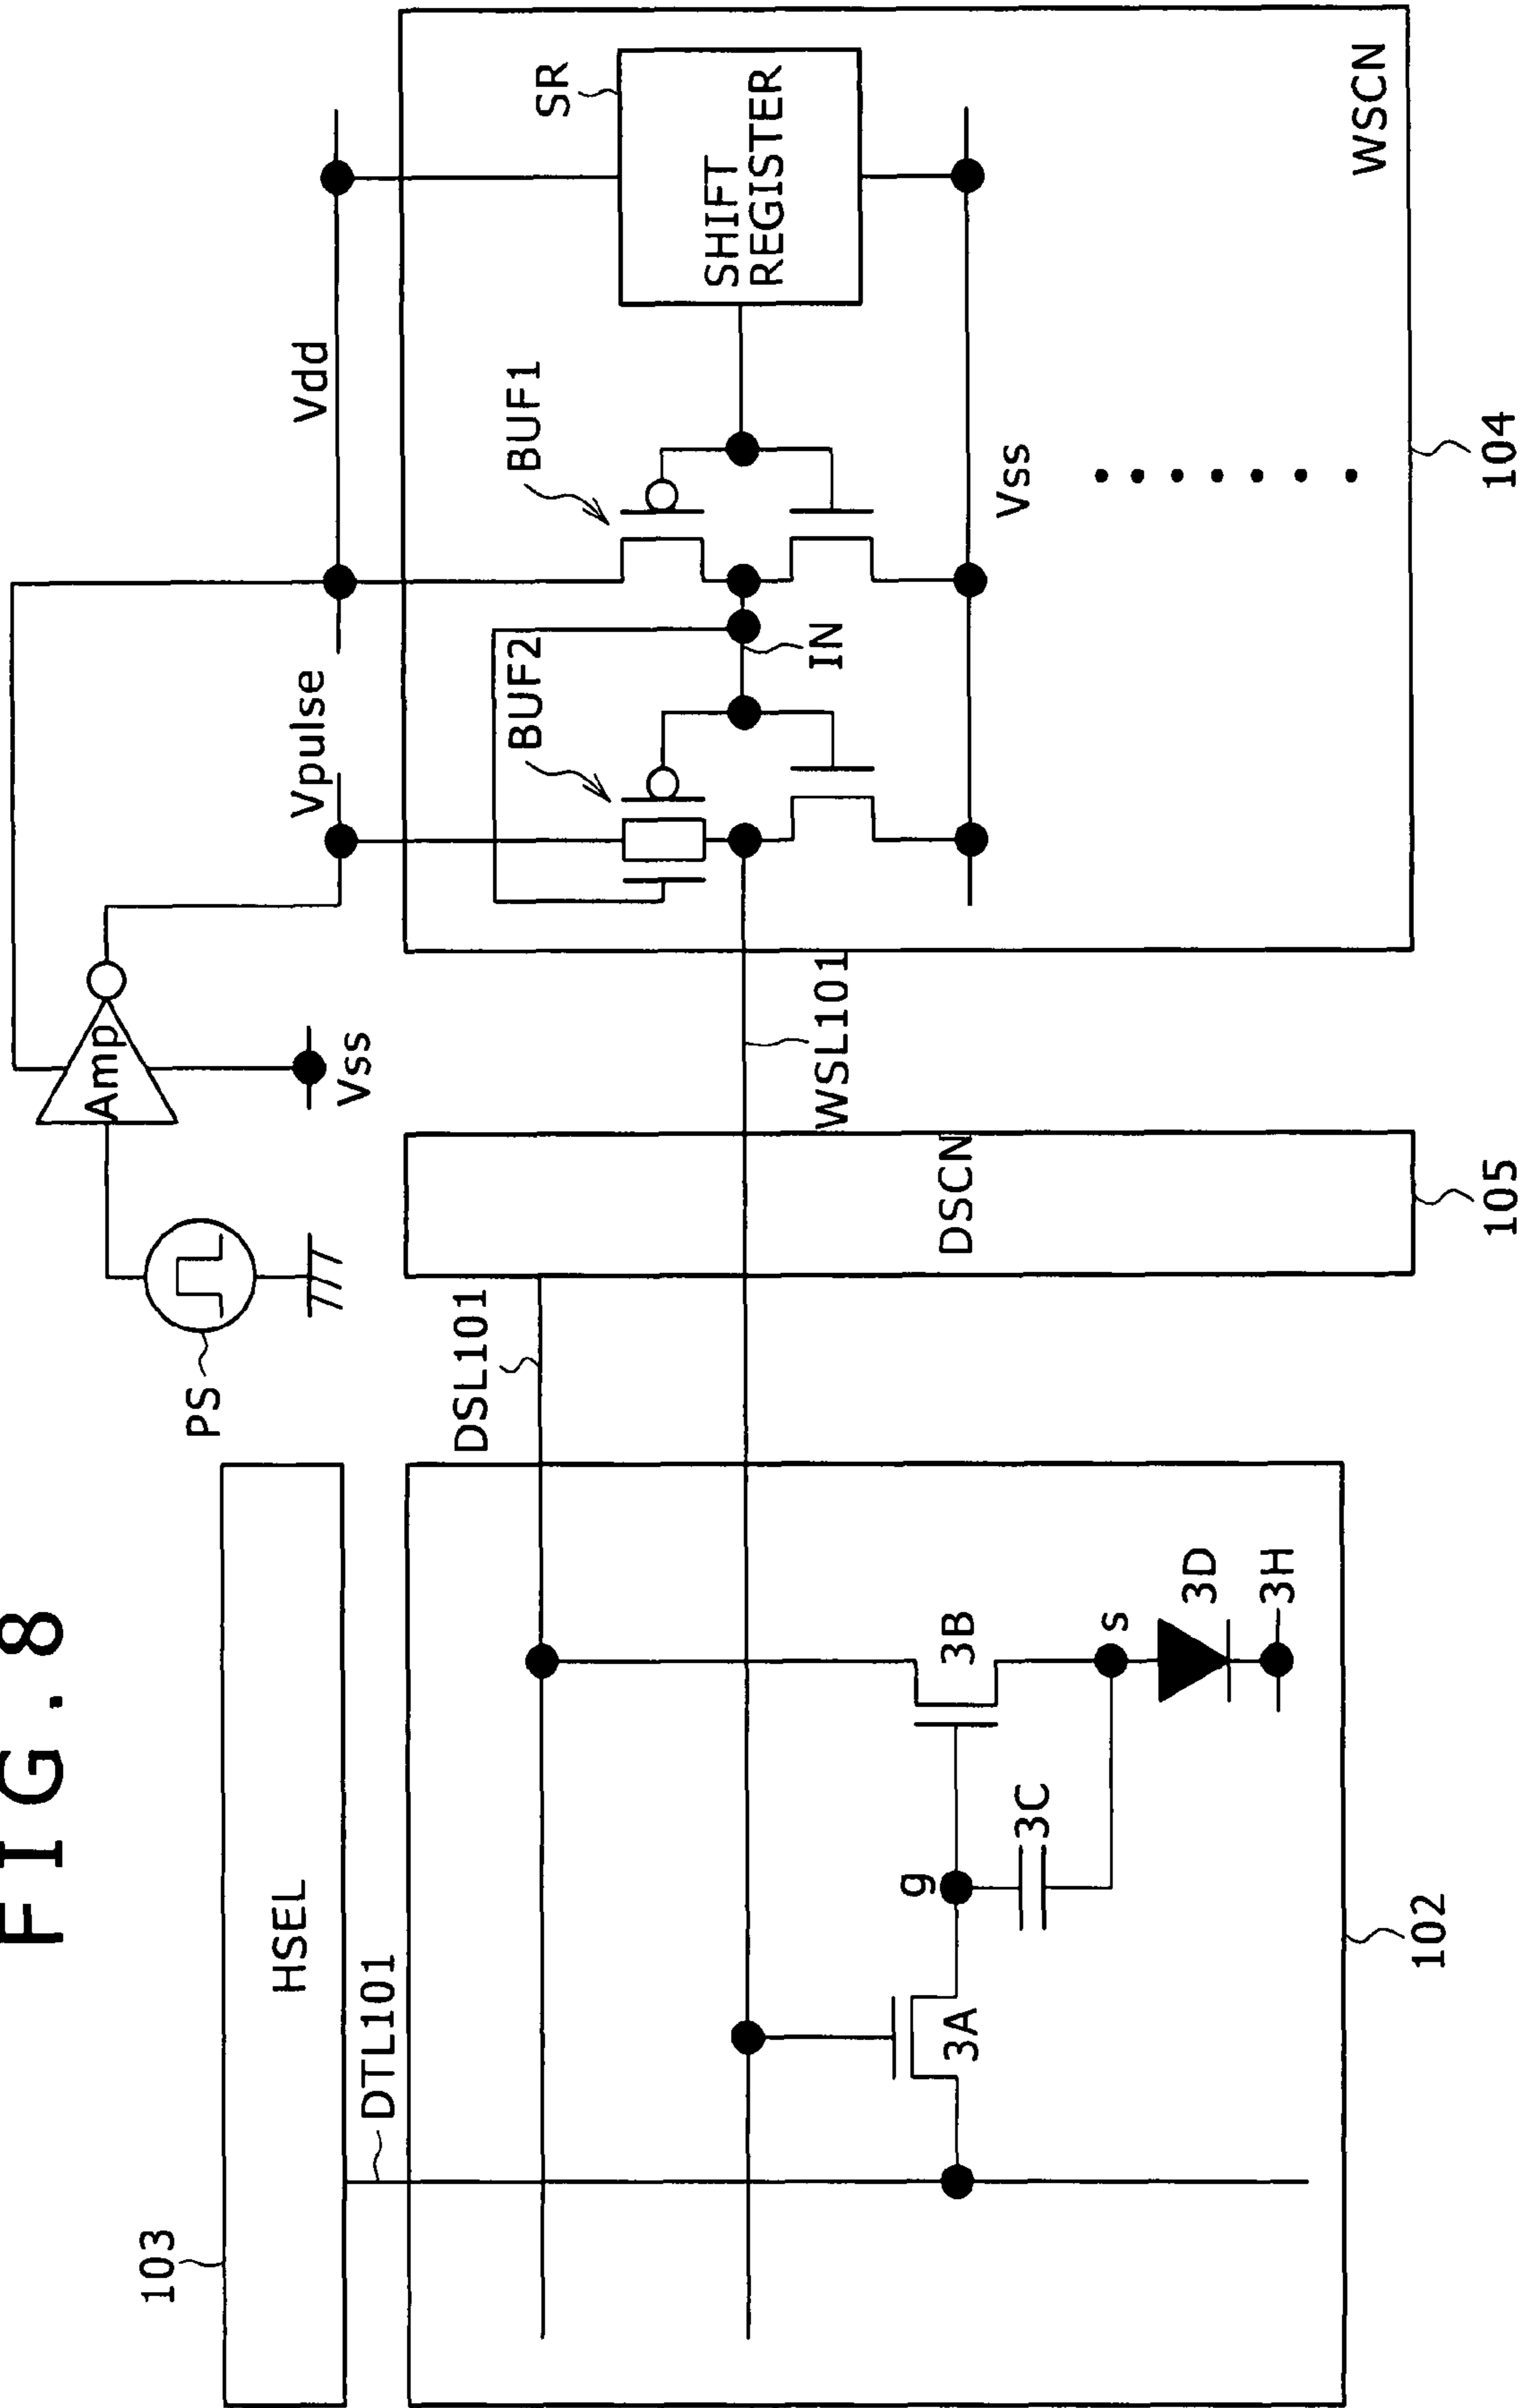 FIG.8
103
HSEL
DTL101
PS
Amp
Vss
Vpulse
Vdd
DSL101
WSL101
DSCN
105
BUF2
BUF1
IN
SR
SHIFT
REGISTER
Vss
WSCN
104
3A
g
3C
3B
s
3D
3H
102